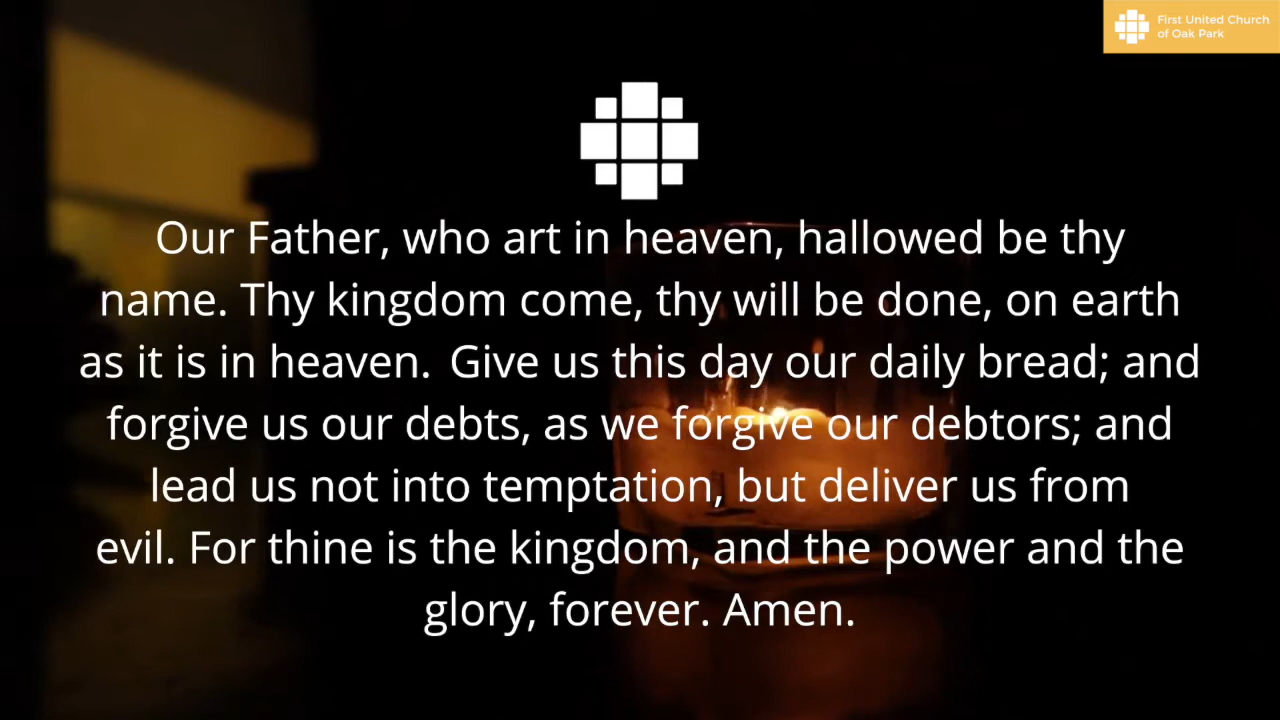 First United Church
of Oak Park
Our Father, who art in heaven, hallowed be thy
name. Thy kingdom come, thy will be done, on earth
as it is in heaven. Give us this day our daily bread; and
forgive us our debts, as we forgive our debtors; and
lead us not into temptation, but deliver us from
evil. For thine is the kingdom, and the power and the
glory, forever. Amen.